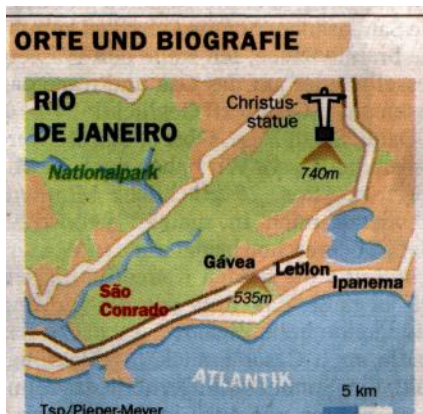 ORTE UND BIOGRAFIE
RIO
DE JANEIRO
Christus-
statue
Nationalpark
740m
Gávea
Leblon
Ipanema
São
Conrado
535m
ATLANTIK
5 km
Tsp/Pieper-Meyer